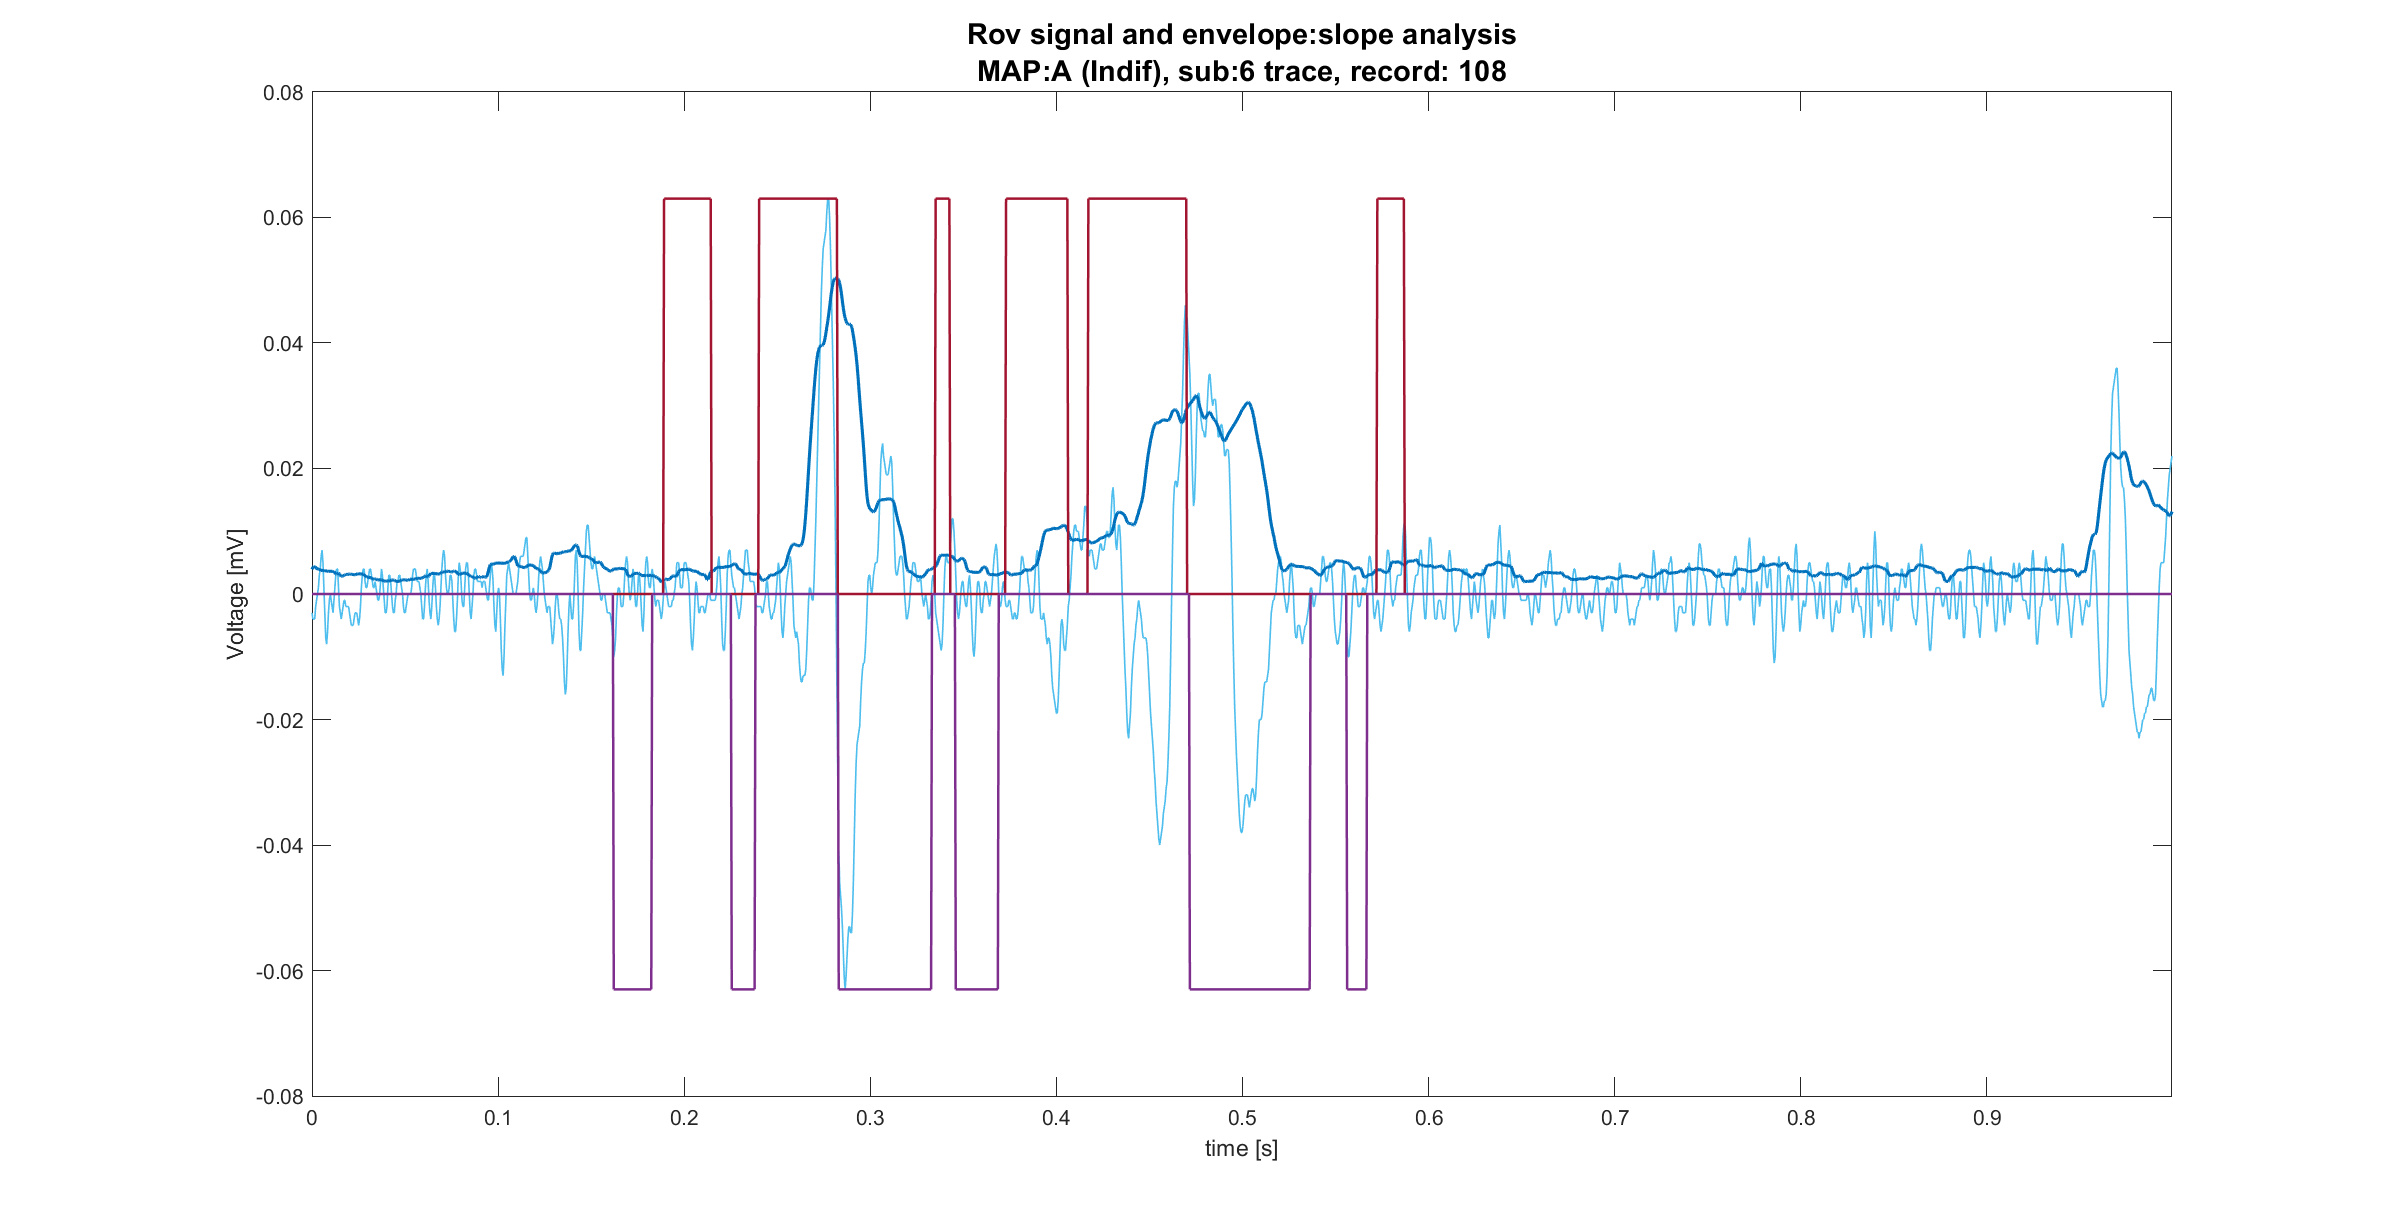 Rov signal and envelope:slope analysis
MAP:A (Indif), sub:6 trace, record: 108
0.08
0.06
0.04
0.02
0
-0.02
-0.04
-0.06
-0.08
Voltage [mV]
0 0.1 0.2 0.3 0.4 0.5 0.6 0.7 0.8 0.9
time [s]